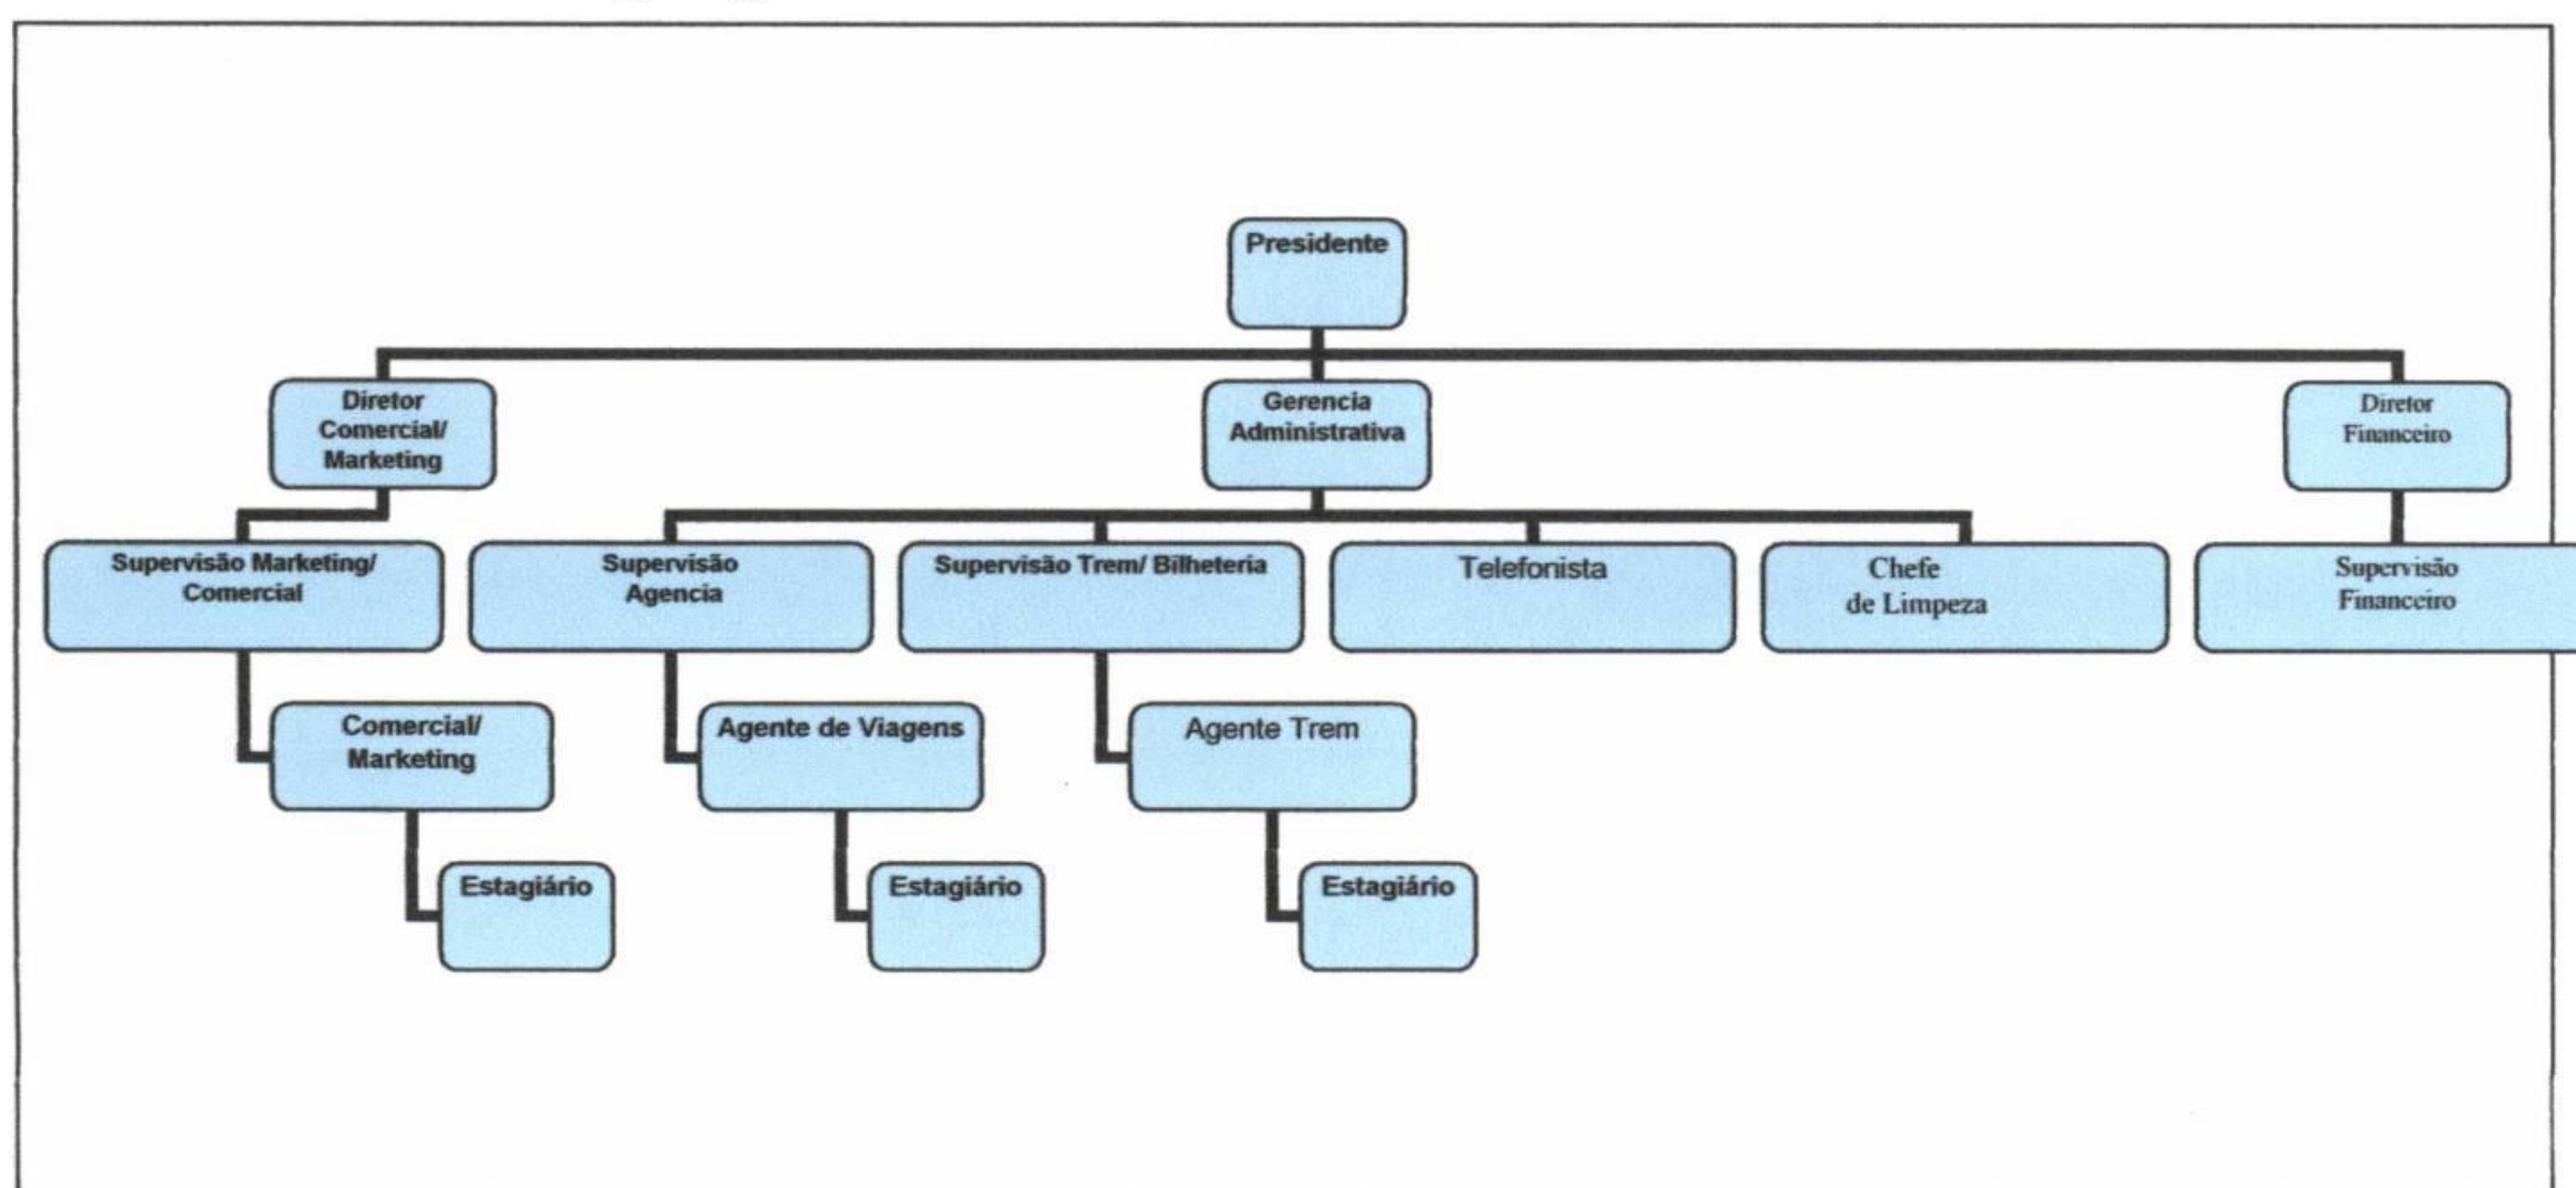 Presidente
Diretor
Comercial/
Marketing
Gerencia
Administrativa
Diretor
Financeiro
Supervisão Marketing/
Comercial
Supervisão
Agencia
Supervisão Trem/ Bilheteria
Telefonista
Chefe
de Limpeza
Supervisão
Financeiro
Comercial/
Marketing
Agente de Viagens
Agente Trem
Estagiário
Estagiário
Estagiário